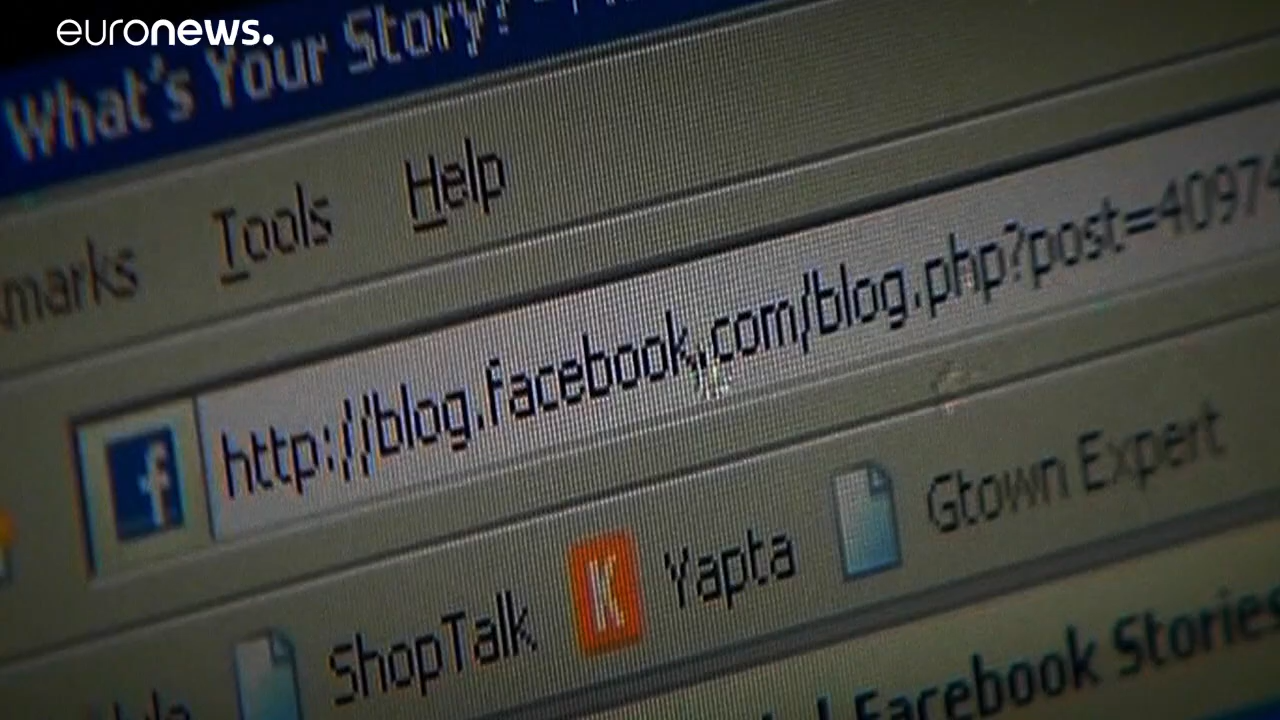 euronews.
What's Your Story?
marks Tools Help
http://blog.facebook.com/blog.php?post=40974
ShopTalk K Yapta Gtown Expert
Facebook Stories